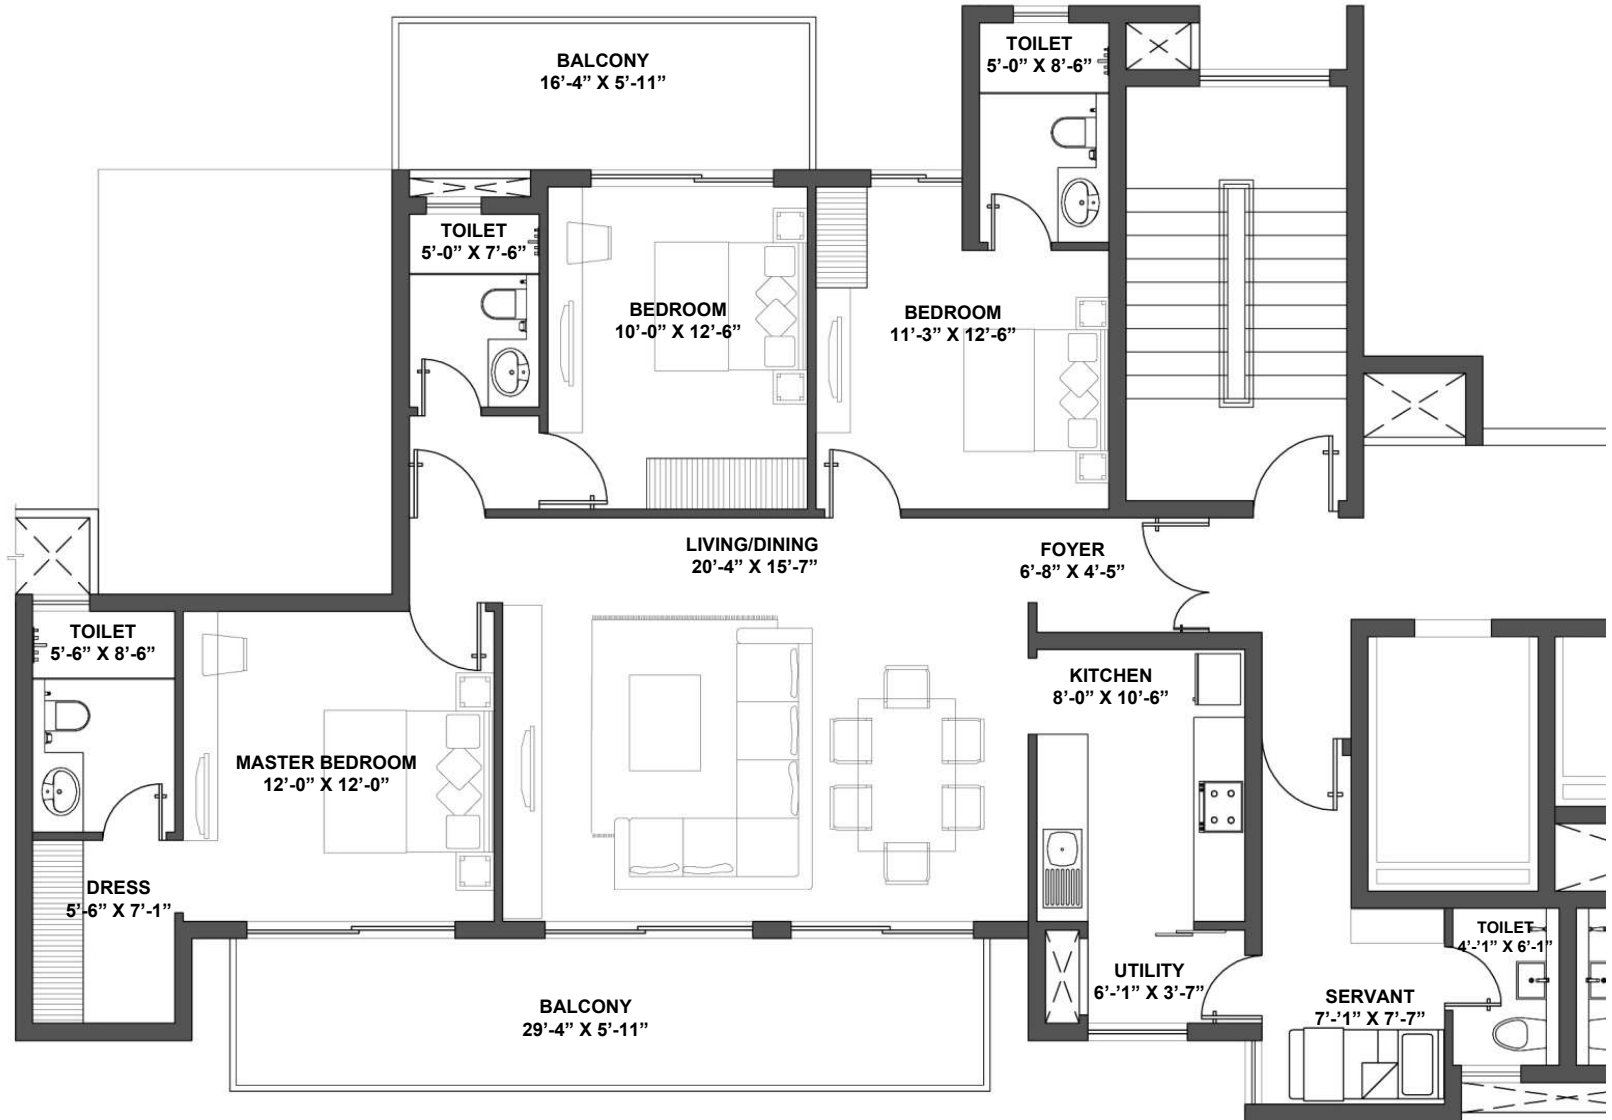 BALCONY
16’-4” X 5’-11”
TOILET
5’-0” X 8’-6”
TOILET
5’-0” X 7’-6”
BEDROOM
10’-0” X 12’-6”
BEDROOM
11’-3” X 12’-6”
LIVING/DINING
20’-4” X 15’-7”
FOYER
6’-8” X 4’-5”
TOILET
5’-6” X 8’-6”
KITCHEN
8’-0” X 10’-6”
MASTER BEDROOM
12’-0” X 12’-0”
DRESS
5’-6” X 7’-1”
TOILET
4’-’1” X 6’-1”
UTILITY
6’-’1” X 3’-7”
SERVANT
7’-’1” X 7’-7”
BALCONY
29’-4” X 5’-11”